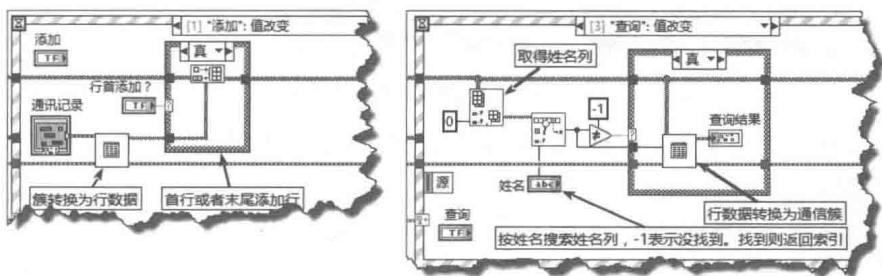 [1] "添加": 值改变
添加
TF
真
行首添加？
TF
通讯记录
簇转换为行数据
首行或者末尾添加行
[3] "查询": 值改变
取得姓名列
真
-1
0
查询结果
源
姓名
abc
行数据转换为通信簇
查询
TF
按姓名搜索姓名列，-1表示没找到。找到则返回索引